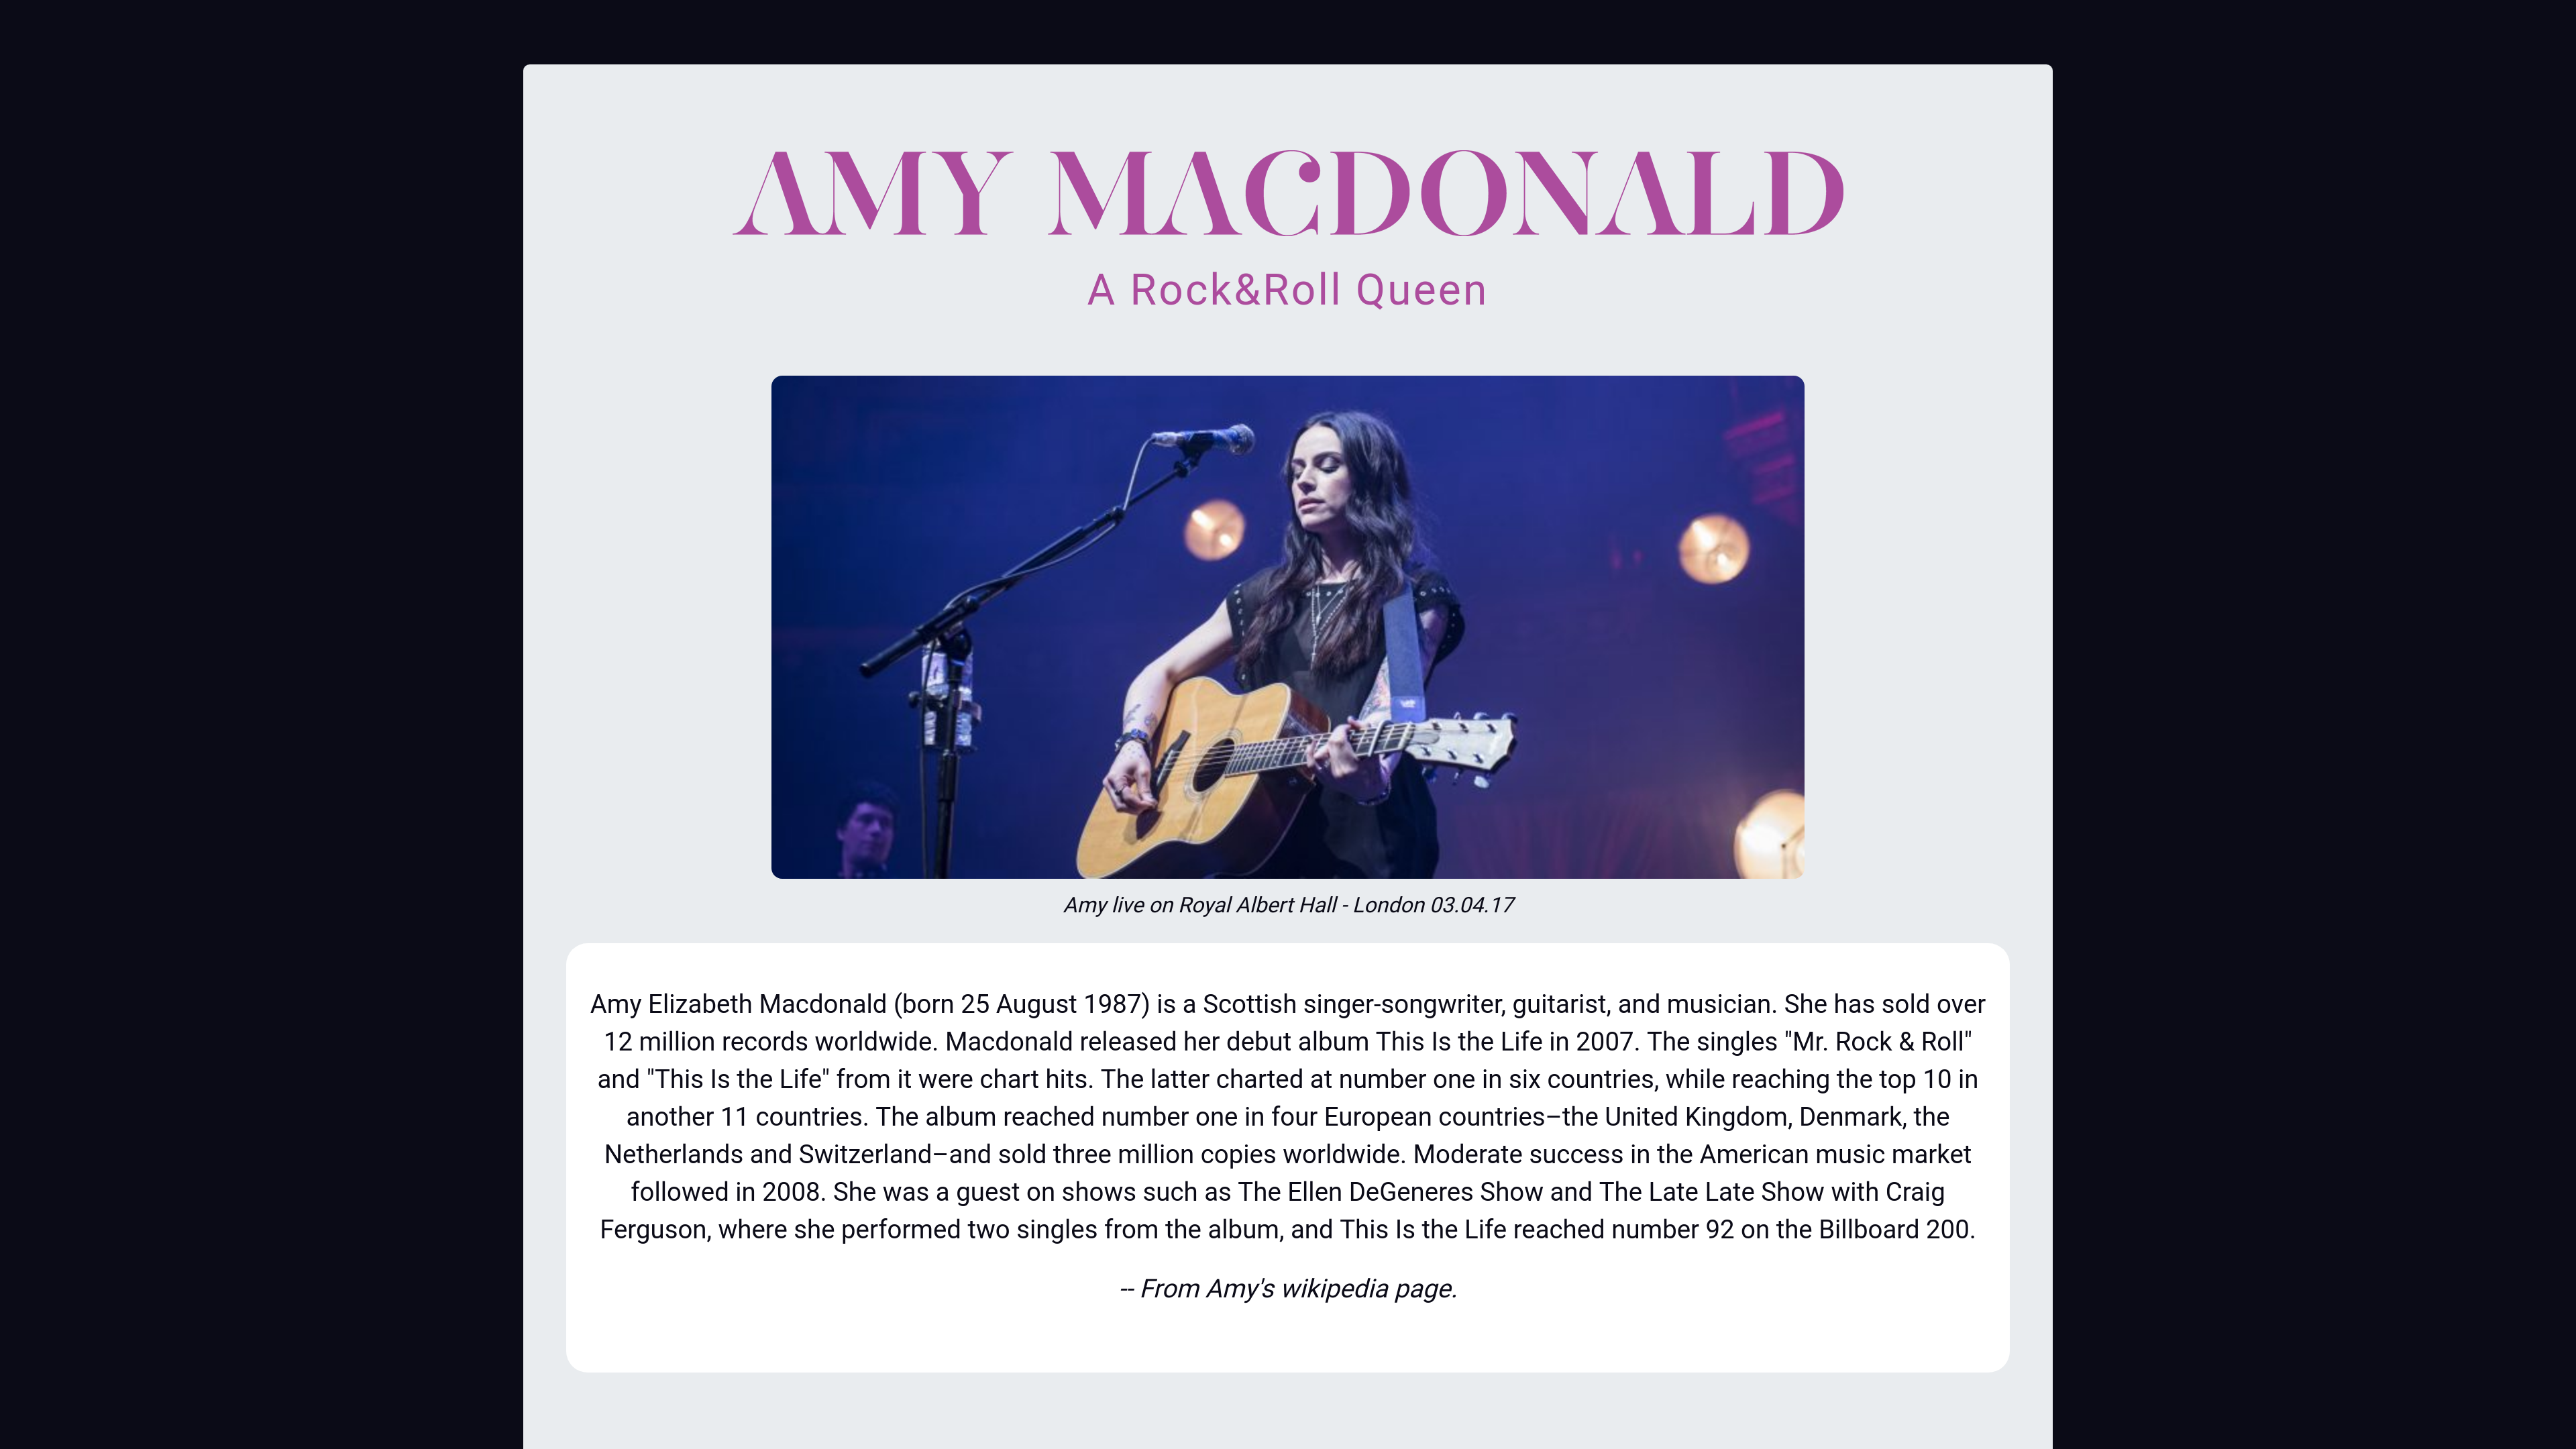 AMY MACDONALD
A Rock&Roll Queen
Amy live on Royal Albert Hall - London 03.04.17
Amy Elizabeth Macdonald (born 25 August 1987) is a Scottish singer-songwriter, guitarist, and musician. She has sold over
12 million records worldwide. Macdonald released her debut album This Is the Life in 2007. The singles "Mr. Rock & Roll"
and "This Is the Life" from it were chart hits. The latter charted at number one in six countries, while reaching the top 10 in
another 11 countries. The album reached number one in four European countries–the United Kingdom, Denmark, the
Netherlands and Switzerland–and sold three million copies worldwide. Moderate success in the American music market
followed in 2008. She was a guest on shows such as The Ellen DeGeneres Show and The Late Late Show with Craig
Ferguson, where she performed two singles from the album, and This Is the Life reached number 92 on the Billboard 200.
-- From Amy's wikipedia page.